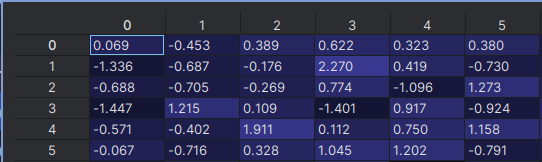 0 1 2 3 4 5
0 0.069 -0.453 0.389 0.622 0.323 0.380
1 -1.336 -0.687 -0.176 2.270 0.419 -0.730
2 -0.688 -0.705 -0.269 0.774 -1.096 1.273
3 -1.447 1.215 0.109 -1.401 0.917 -0.924
4 -0.571 -0.402 1.911 0.112 0.750 1.158
5 -0.067 -0.716 0.328 1.045 1.202 -0.791